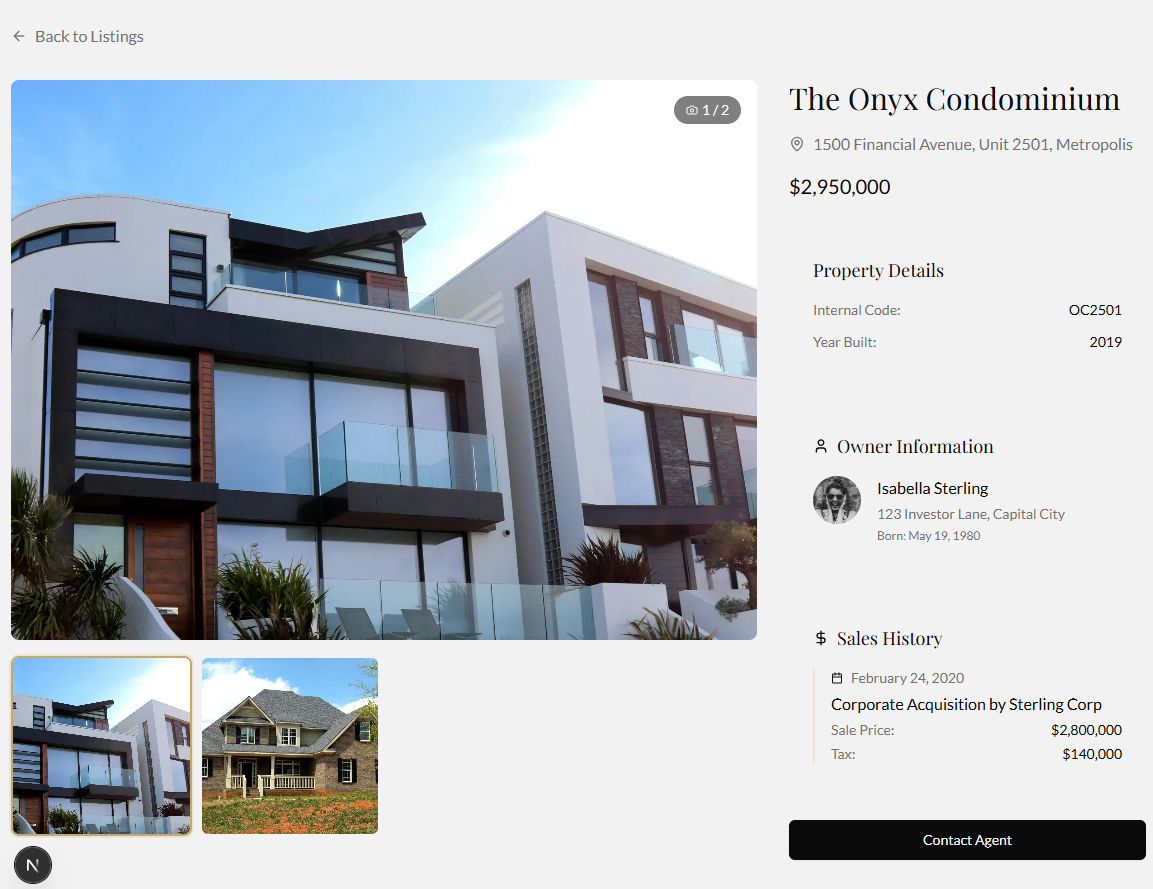 Back to Listings
1 / 2
The Onyx Condominium
1500 Financial Avenue, Unit 2501, Metropolis
$2,950,000
Property Details
Internal Code: OC2501
Year Built: 2019
Owner Information
Isabella Sterling
123 Investor Lane, Capital City
Born: May 19, 1980
Sales History
February 24, 2020
Corporate Acquisition by Sterling Corp
Sale Price: $2,800,000
Tax: $140,000
Contact Agent
N